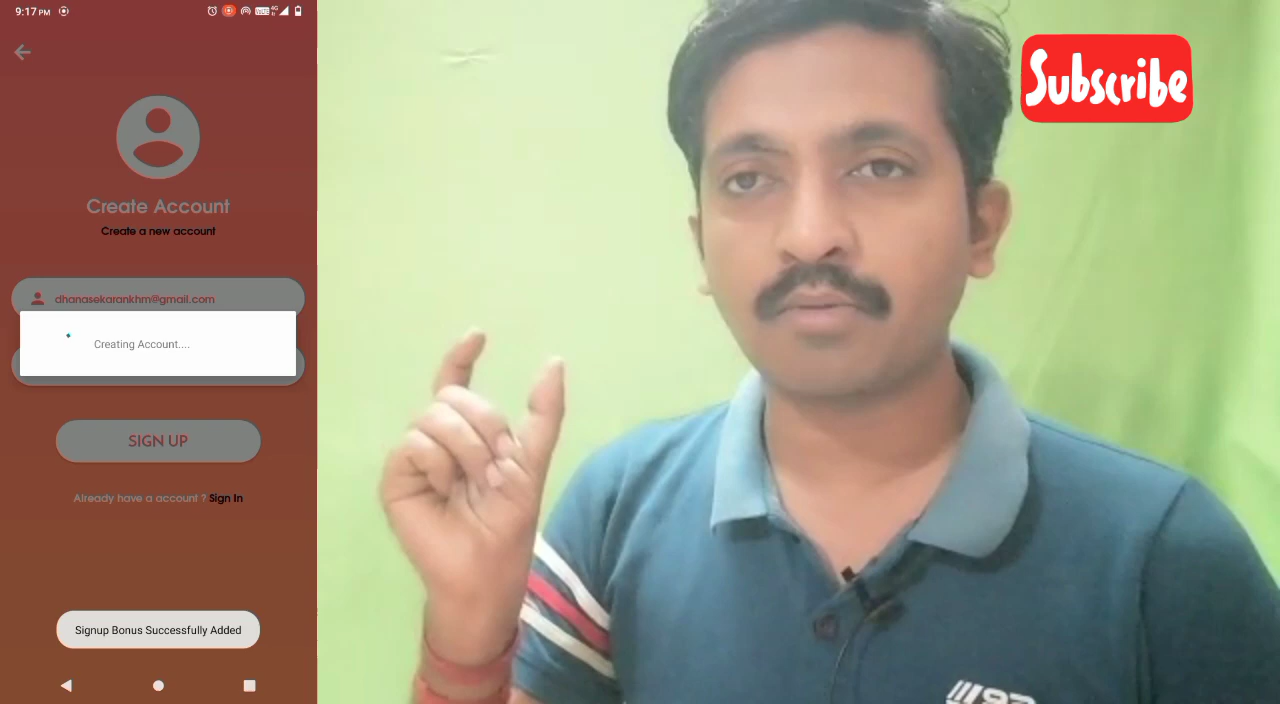 9:17 PM
4G
Create Account
Create a new account
dhanasekarankhm@gmail.com
Creating Account....
SIGN UP
Already have a account ? Sign In
Signup Bonus Successfully Added
Subscribe